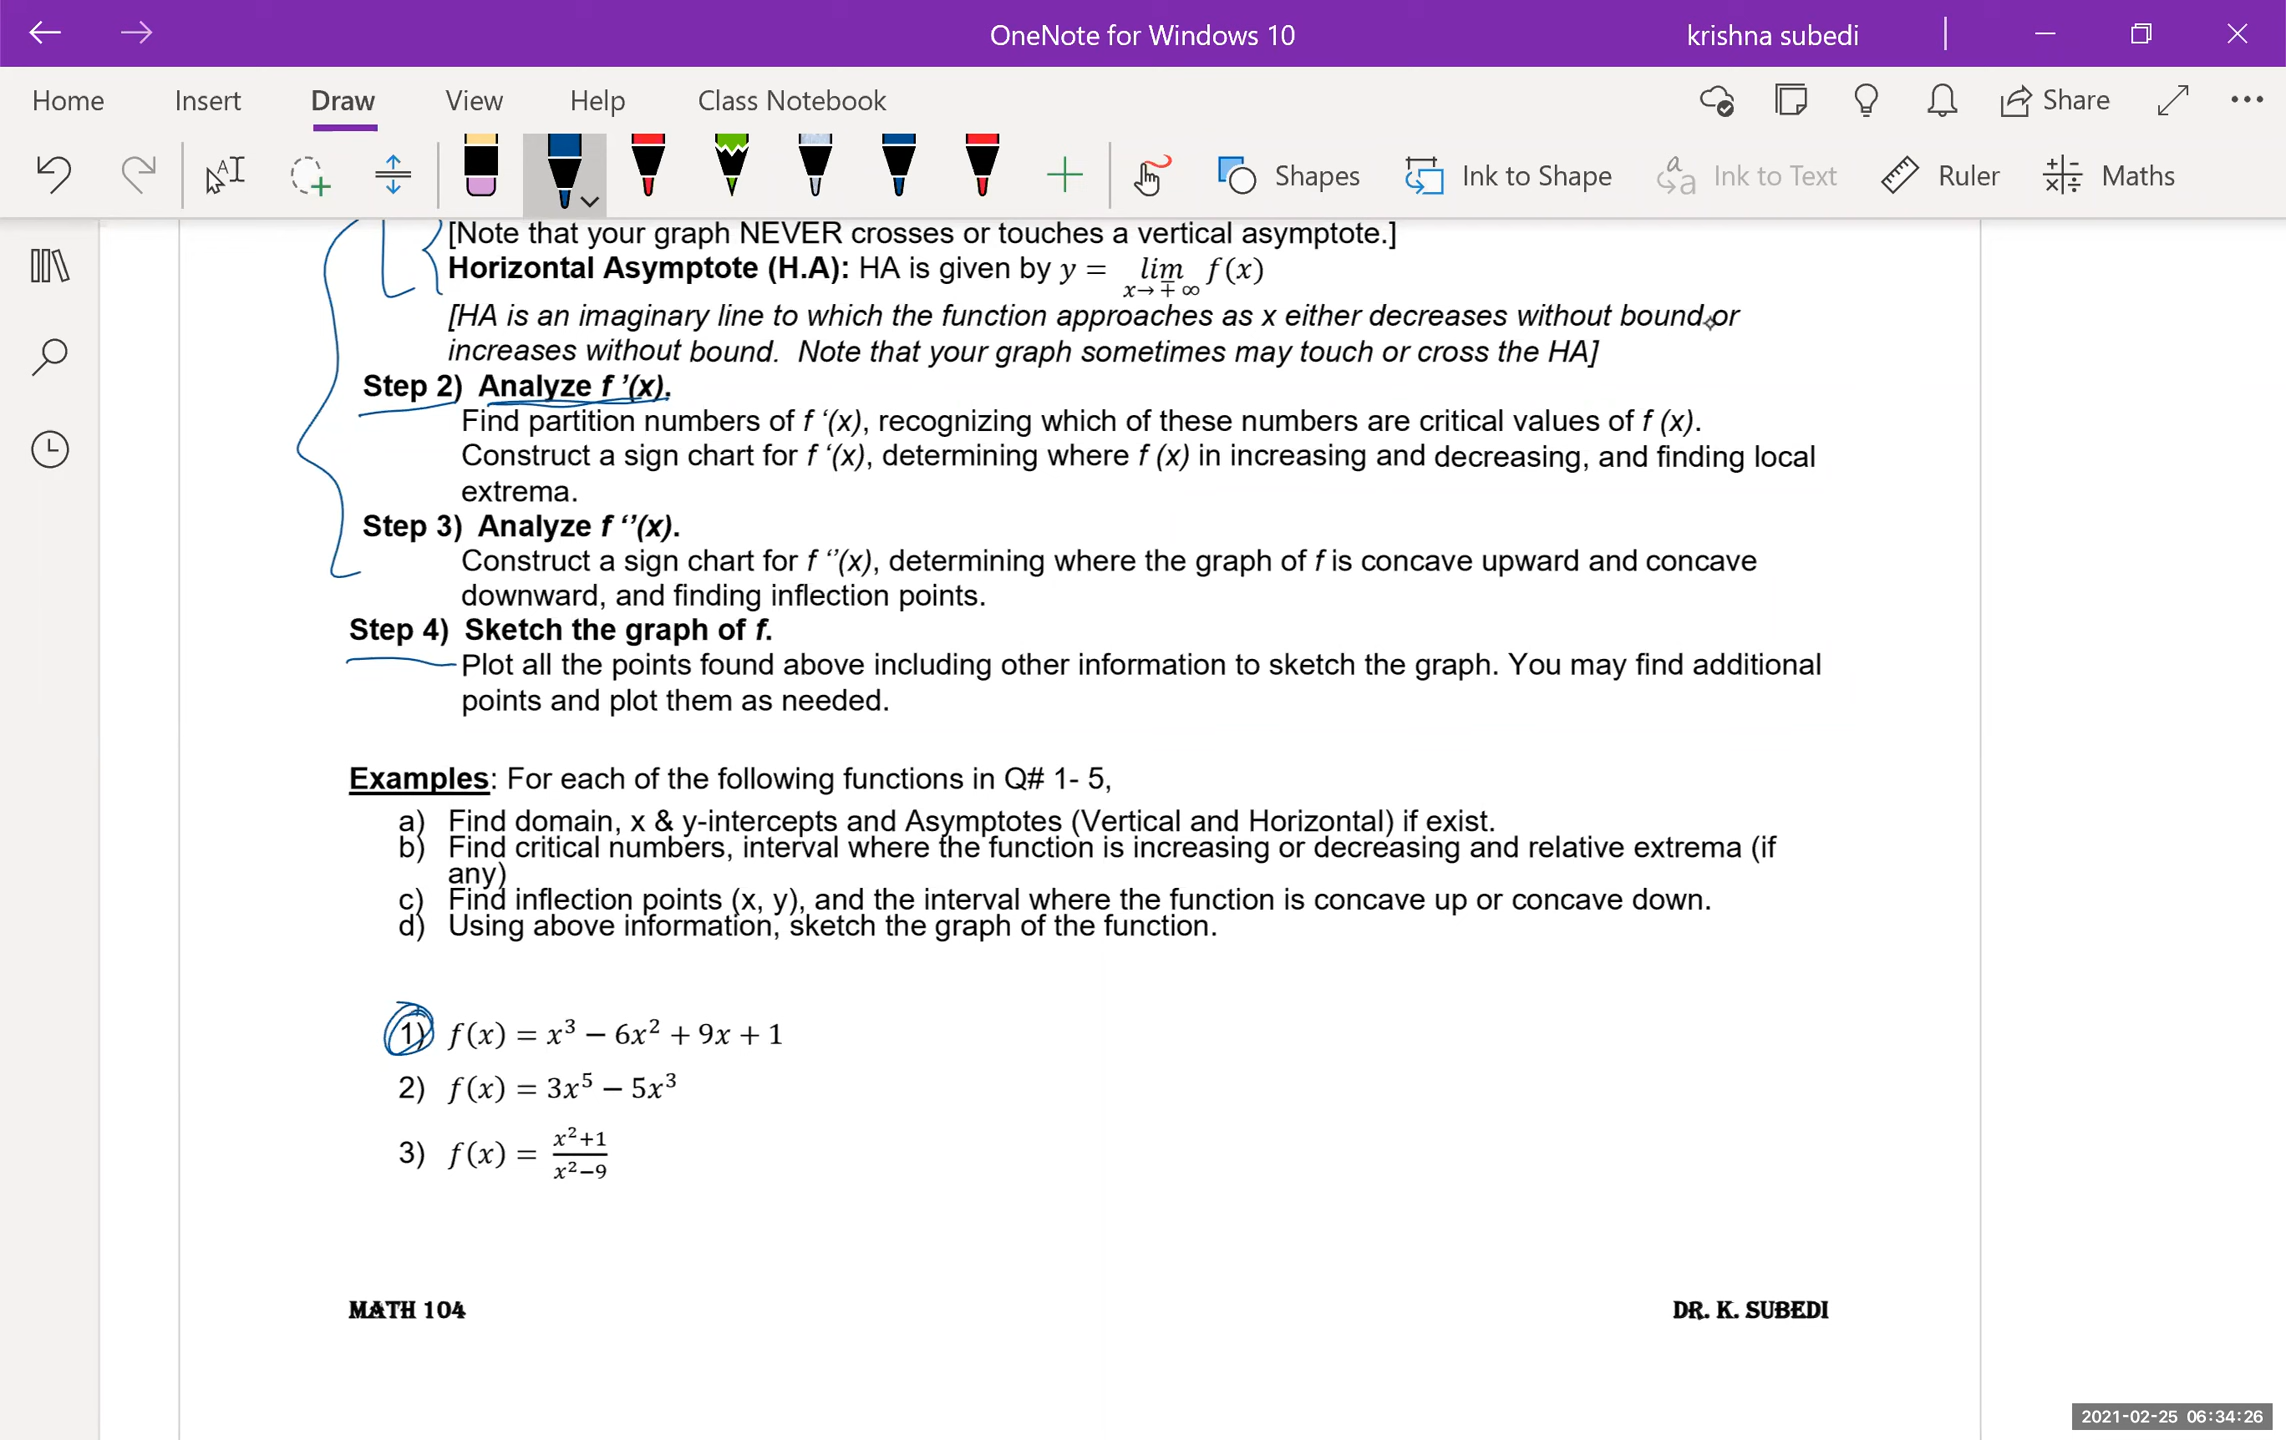 OneNote for Windows 10
krishna subedi
Home Insert Draw View Help Class Notebook Share
Shapes Ink to Shape Ink to Text Ruler Maths
[Note that your graph NEVER crosses or touches a vertical asymptote.]
Horizontal Asymptote (H.A): HA is given by y = lim x→∓∞ f(x)
[HA is an imaginary line to which the function approaches as x either decreases without bound or
increases without bound. Note that your graph sometimes may touch or cross the HA]
Step 2) Analyze f ’(x).
Find partition numbers of f ‘(x), recognizing which of these numbers are critical values of f (x).
Construct a sign chart for f ‘(x), determining where f (x) in increasing and decreasing, and finding local
extrema.
Step 3) Analyze f ‘’(x).
Construct a sign chart for f ‘’(x), determining where the graph of f is concave upward and concave
downward, and finding inflection points.
Step 4) Sketch the graph of f.
Plot all the points found above including other information to sketch the graph. You may find additional
points and plot them as needed.
Examples: For each of the following functions in Q# 1- 5,
a) Find domain, x & y-intercepts and Asymptotes (Vertical and Horizontal) if exist.
b) Find critical numbers, interval where the function is increasing or decreasing and relative extrema (if
any)
c) Find inflection points (x, y), and the interval where the function is concave up or concave down.
d) Using above information, sketch the graph of the function.
1) f(x) = x³ − 6x² + 9x + 1
2) f(x) = 3x⁵ − 5x³
3) f(x) = (x²+1)/(x²−9)
MATH 104
DR. K. SUBEDI
2021-02-25 06:34:26